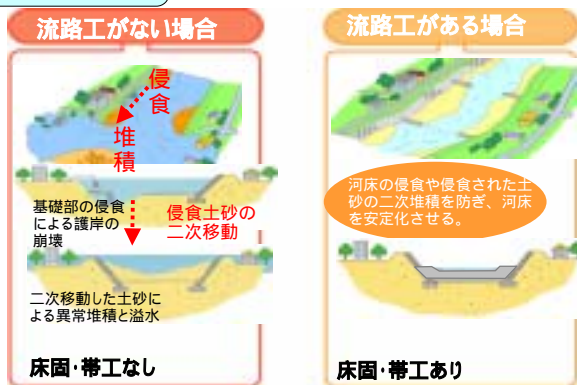 流路工がない場合
侵
食
堆
積
基礎部の侵食
による護岸の
崩壊
侵食土砂の
二次移動
二次移動した土砂に
よる異常堆積と溢水
床固・帯工なし
流路工がある場合
河床の侵食や侵食された土
砂の二次堆積を防ぎ、河床
を安定化させる。
床固・帯工あり